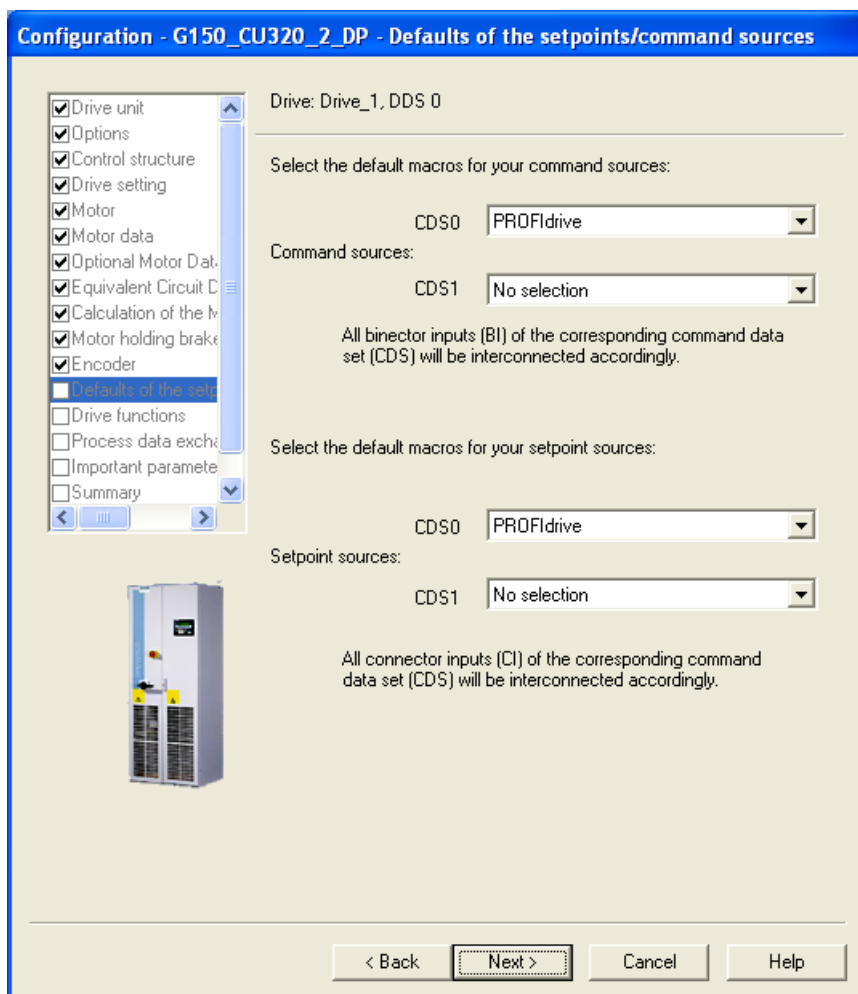 Configuration - G150_CU320_2_DP - Defaults of the setpoints/command sources
Drive unit
Options
Control structure
Drive setting
Motor
Motor data
Optional Motor Dat
Equivalent Circuit D
Calculation of the M
Motor holding brake
Encoder
Defaults of the setp
Drive functions
Process data excha
Important paramete
Summary
Drive: Drive_1, DDS 0
Select the default macros for your command sources:
CDS0 PROFIdrive
Command sources:
CDS1 No selection
All binector inputs (BI) of the corresponding command data
set (CDS) will be interconnected accordingly.
Select the default macros for your setpoint sources:
CDS0 PROFIdrive
Setpoint sources:
CDS1 No selection
All connector inputs (CI) of the corresponding command
data set (CDS) will be interconnected accordingly.
< Back Next > Cancel Help